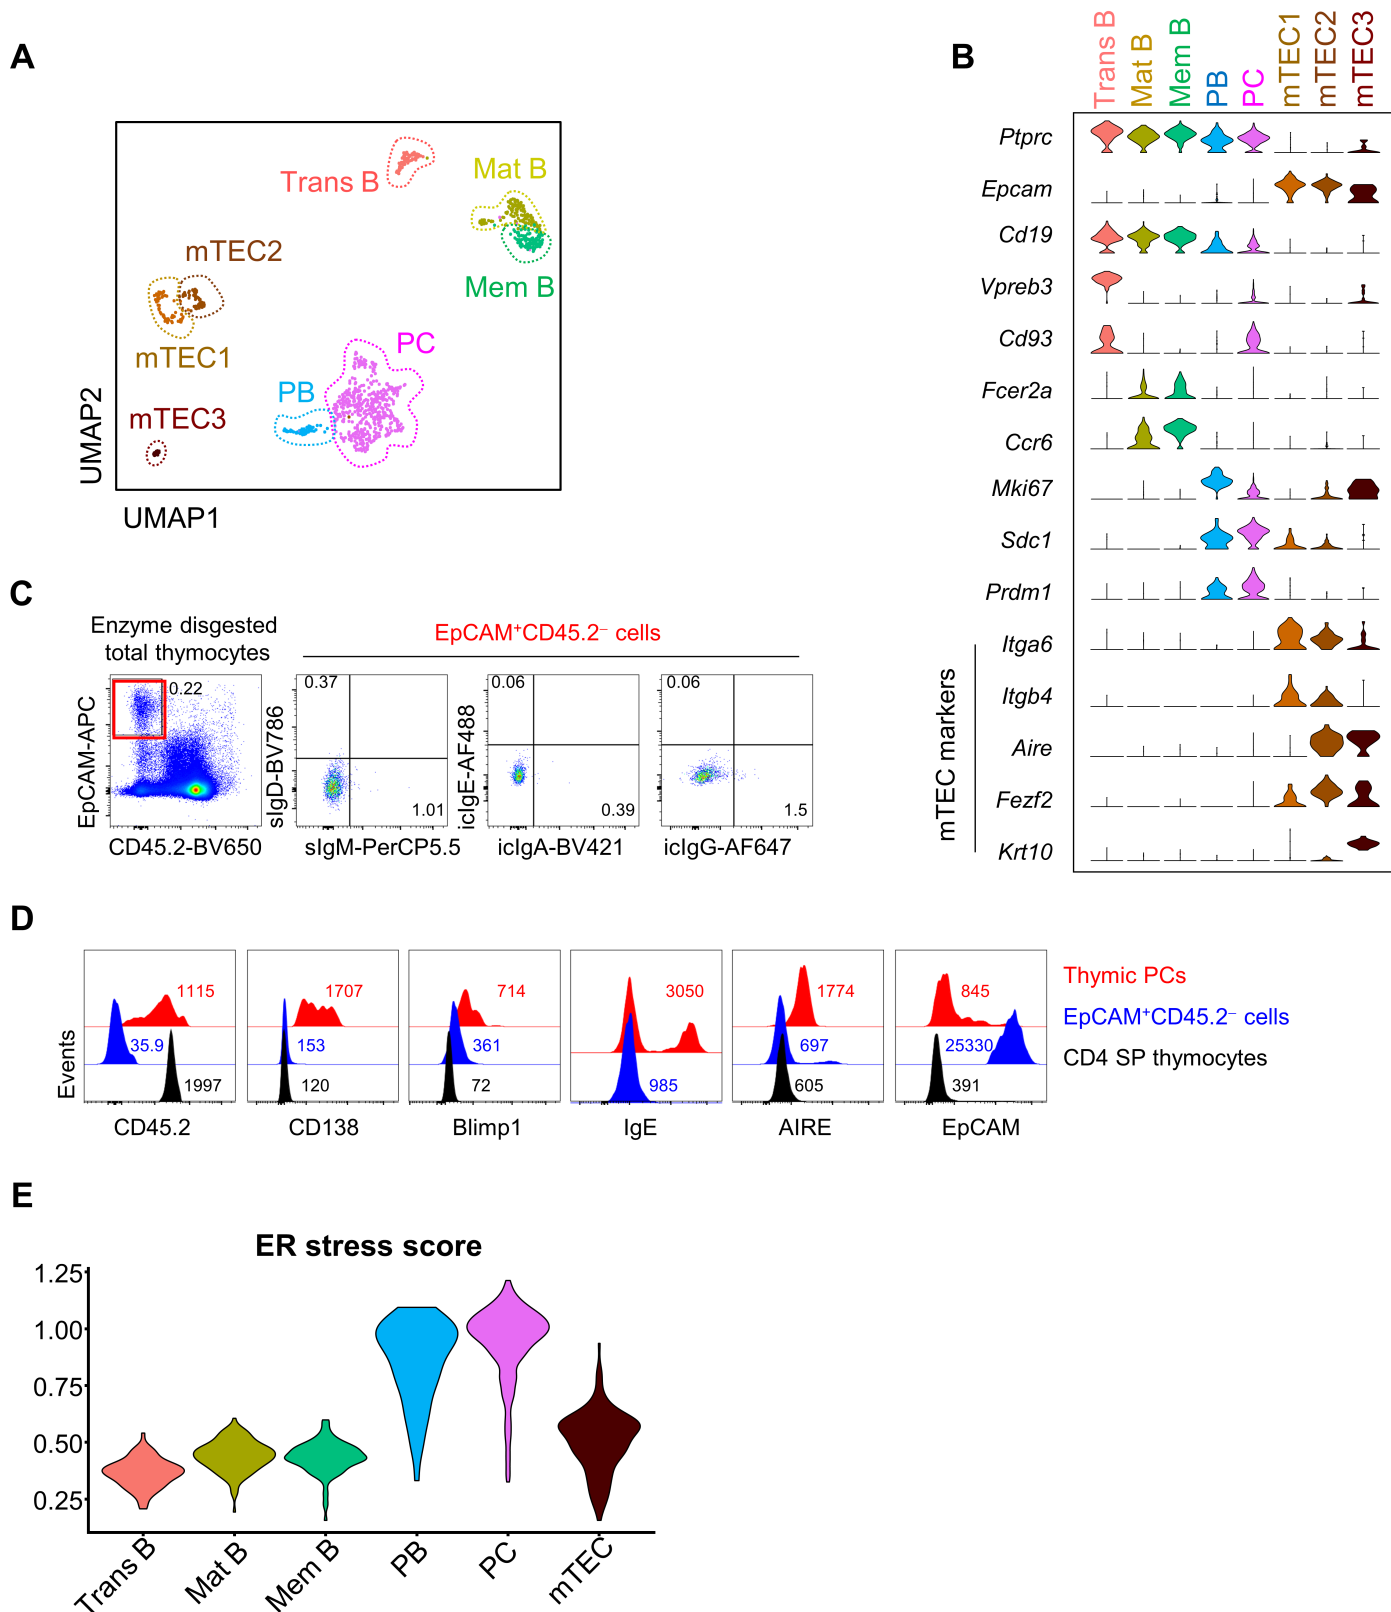 A
Trans B
Mat B
mTEC2
Mem B
mTEC1
PC
PB
mTEC3
UMAP2
UMAP1
B
Trans B
Mat B
Mem B
PB
PC
mTEC1
mTEC2
mTEC3
Ptprc
Epcam
Cd19
Vpreb3
Cd93
Fcer2a
Ccr6
Mki67
Sdc1
Prdm1
mTEC markers
Itga6
Itgb4
Aire
Fezf2
Krt10
C
Enzyme disgested
total thymocytes
EpCAM⁺CD45.2⁻ cells
0.22
EpCAM-APC
CD45.2-BV650
0.37
1.01
sIgD-BV786
sIgM-PerCP5.5
0.06
0.39
icIgE-AF488
icIgA-BV421
0.06
1.5
icIgG-AF647
D
Events
1115
35.9
1997
CD45.2
1707
153
120
CD138
714
361
72
Blimp1
3050
985
IgE
1774
697
605
AIRE
845
25330
391
EpCAM
Thymic PCs
EpCAM⁺CD45.2⁻ cells
CD4 SP thymocytes
E
ER stress score
1.25
1.00
0.75
0.50
0.25
Trans B
Mat B
Mem B
PB
PC
mTEC